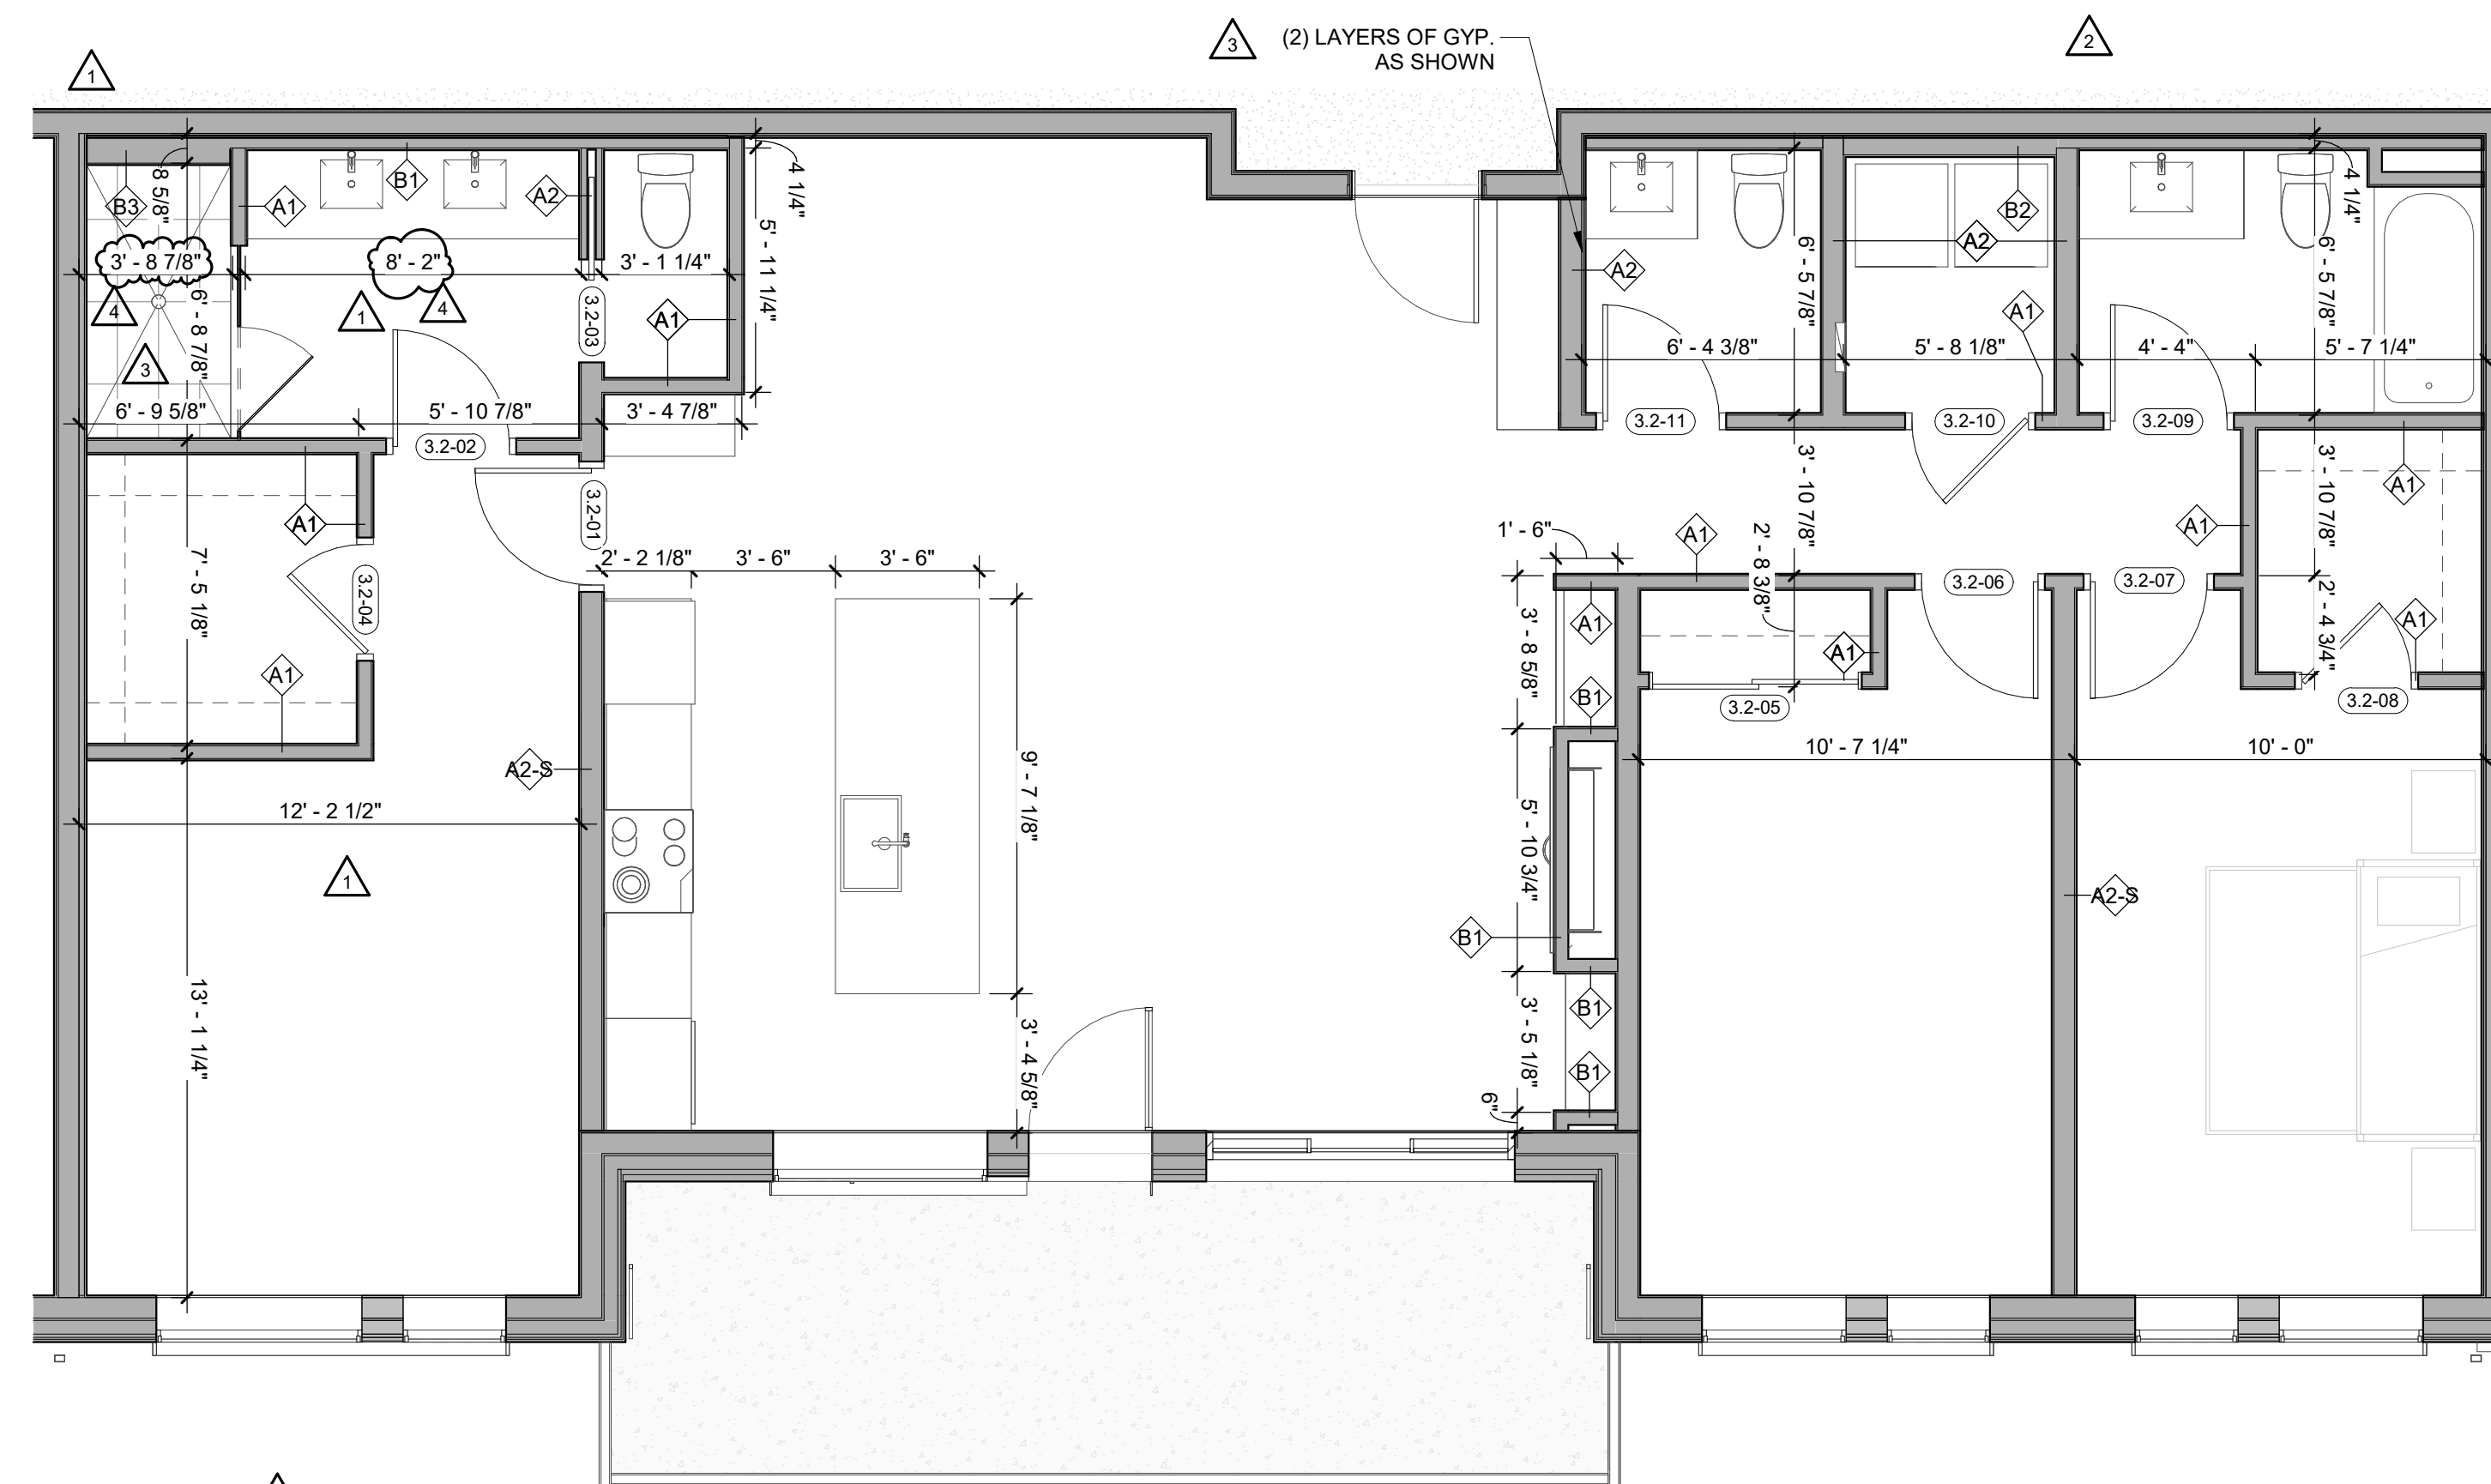 1
3
(2) LAYERS OF GYP.
AS SHOWN
2
B3
8 5/8"
A1
B1
A2
4 1/4"
5' - 11 1/4"
3' - 8 7/8"
8' - 2"
3' - 1 1/4"
4
1
4
3.2-03
A1
6' - 8 7/8"
3
6' - 9 5/8"
5' - 10 7/8"
3' - 4 7/8"
3.2-02
3.2-01
A1
3.2-04
7' - 5 1/8"
A1
A2-S
12' - 2 1/2"
1
13' - 1 1/4"
2' - 2 1/8"
3' - 6"
3' - 6"
9' - 7 1/8"
3' - 4 5/8"
A2
6' - 5 7/8"
A2
B2
A1
4 1/4"
6' - 5 7/8"
6' - 4 3/8"
5' - 8 1/8"
4' - 4"
5' - 7 1/4"
3.2-11
3.2-10
3.2-09
3' - 10 7/8"
3' - 10 7/8"
A1
A1
1' - 6"
A1
2' - 8 3/8"
3.2-06
3.2-07
A1
3' - 8 5/8"
A1
2' - 4 3/4"
A1
B1
3.2-05
3.2-08
10' - 7 1/4"
10' - 0"
5' - 10 3/4"
A2-S
B1
B1
3' - 5 1/8"
B1
6"